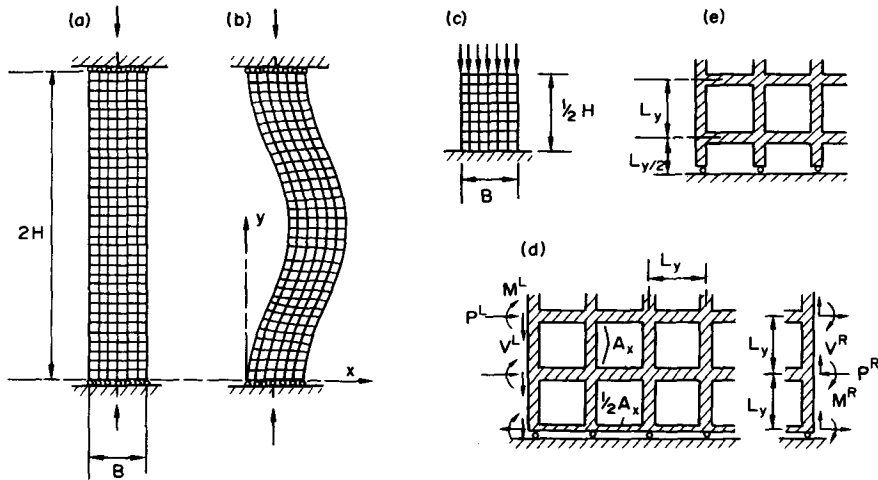 (a)
(b)
2H
B
y
x
(c)
½ H
B
(e)
L_y
L_y/2
(d)
L_y
M^L
P^L
V^L
A_x
½ A_x
L_y
L_y
V^R
P^R
M^R